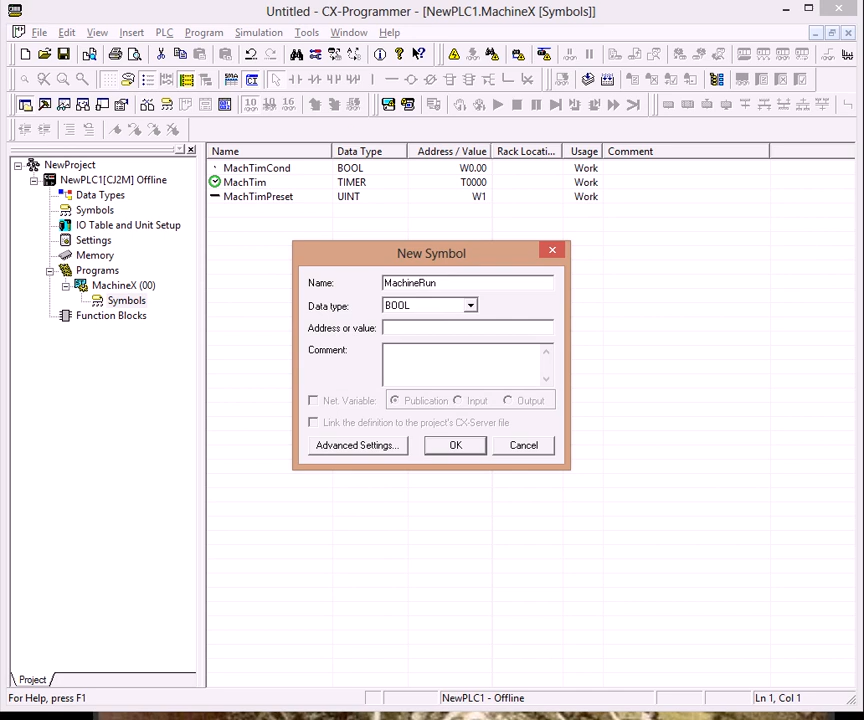 Untitled - CX-Programmer - [NewPLC1.MachineX [Symbols]]
File Edit View Insert PLC Program Simulation Tools Window Help
10 10 16
NewProject
NewPLC1[CJ2M] Offline
Data Types
Symbols
IO Table and Unit Setup
Settings
Memory
Programs
MachineX (00)
Symbols
Function Blocks
Project
Name Data Type Address / Value Rack Locati... Usage Comment
MachTimCond BOOL W0.00 Work
MachTim TIMER T0000 Work
MachTimPreset UINT W1 Work
New Symbol
Name: MachineRun
Data type: BOOL
Address or value:
Comment:
Net. Variable: Publication Input Output
Link the definition to the project's CX-Server file
Advanced Settings... OK Cancel
For Help, press F1 NewPLC1 - Offline Ln 1, Col 1